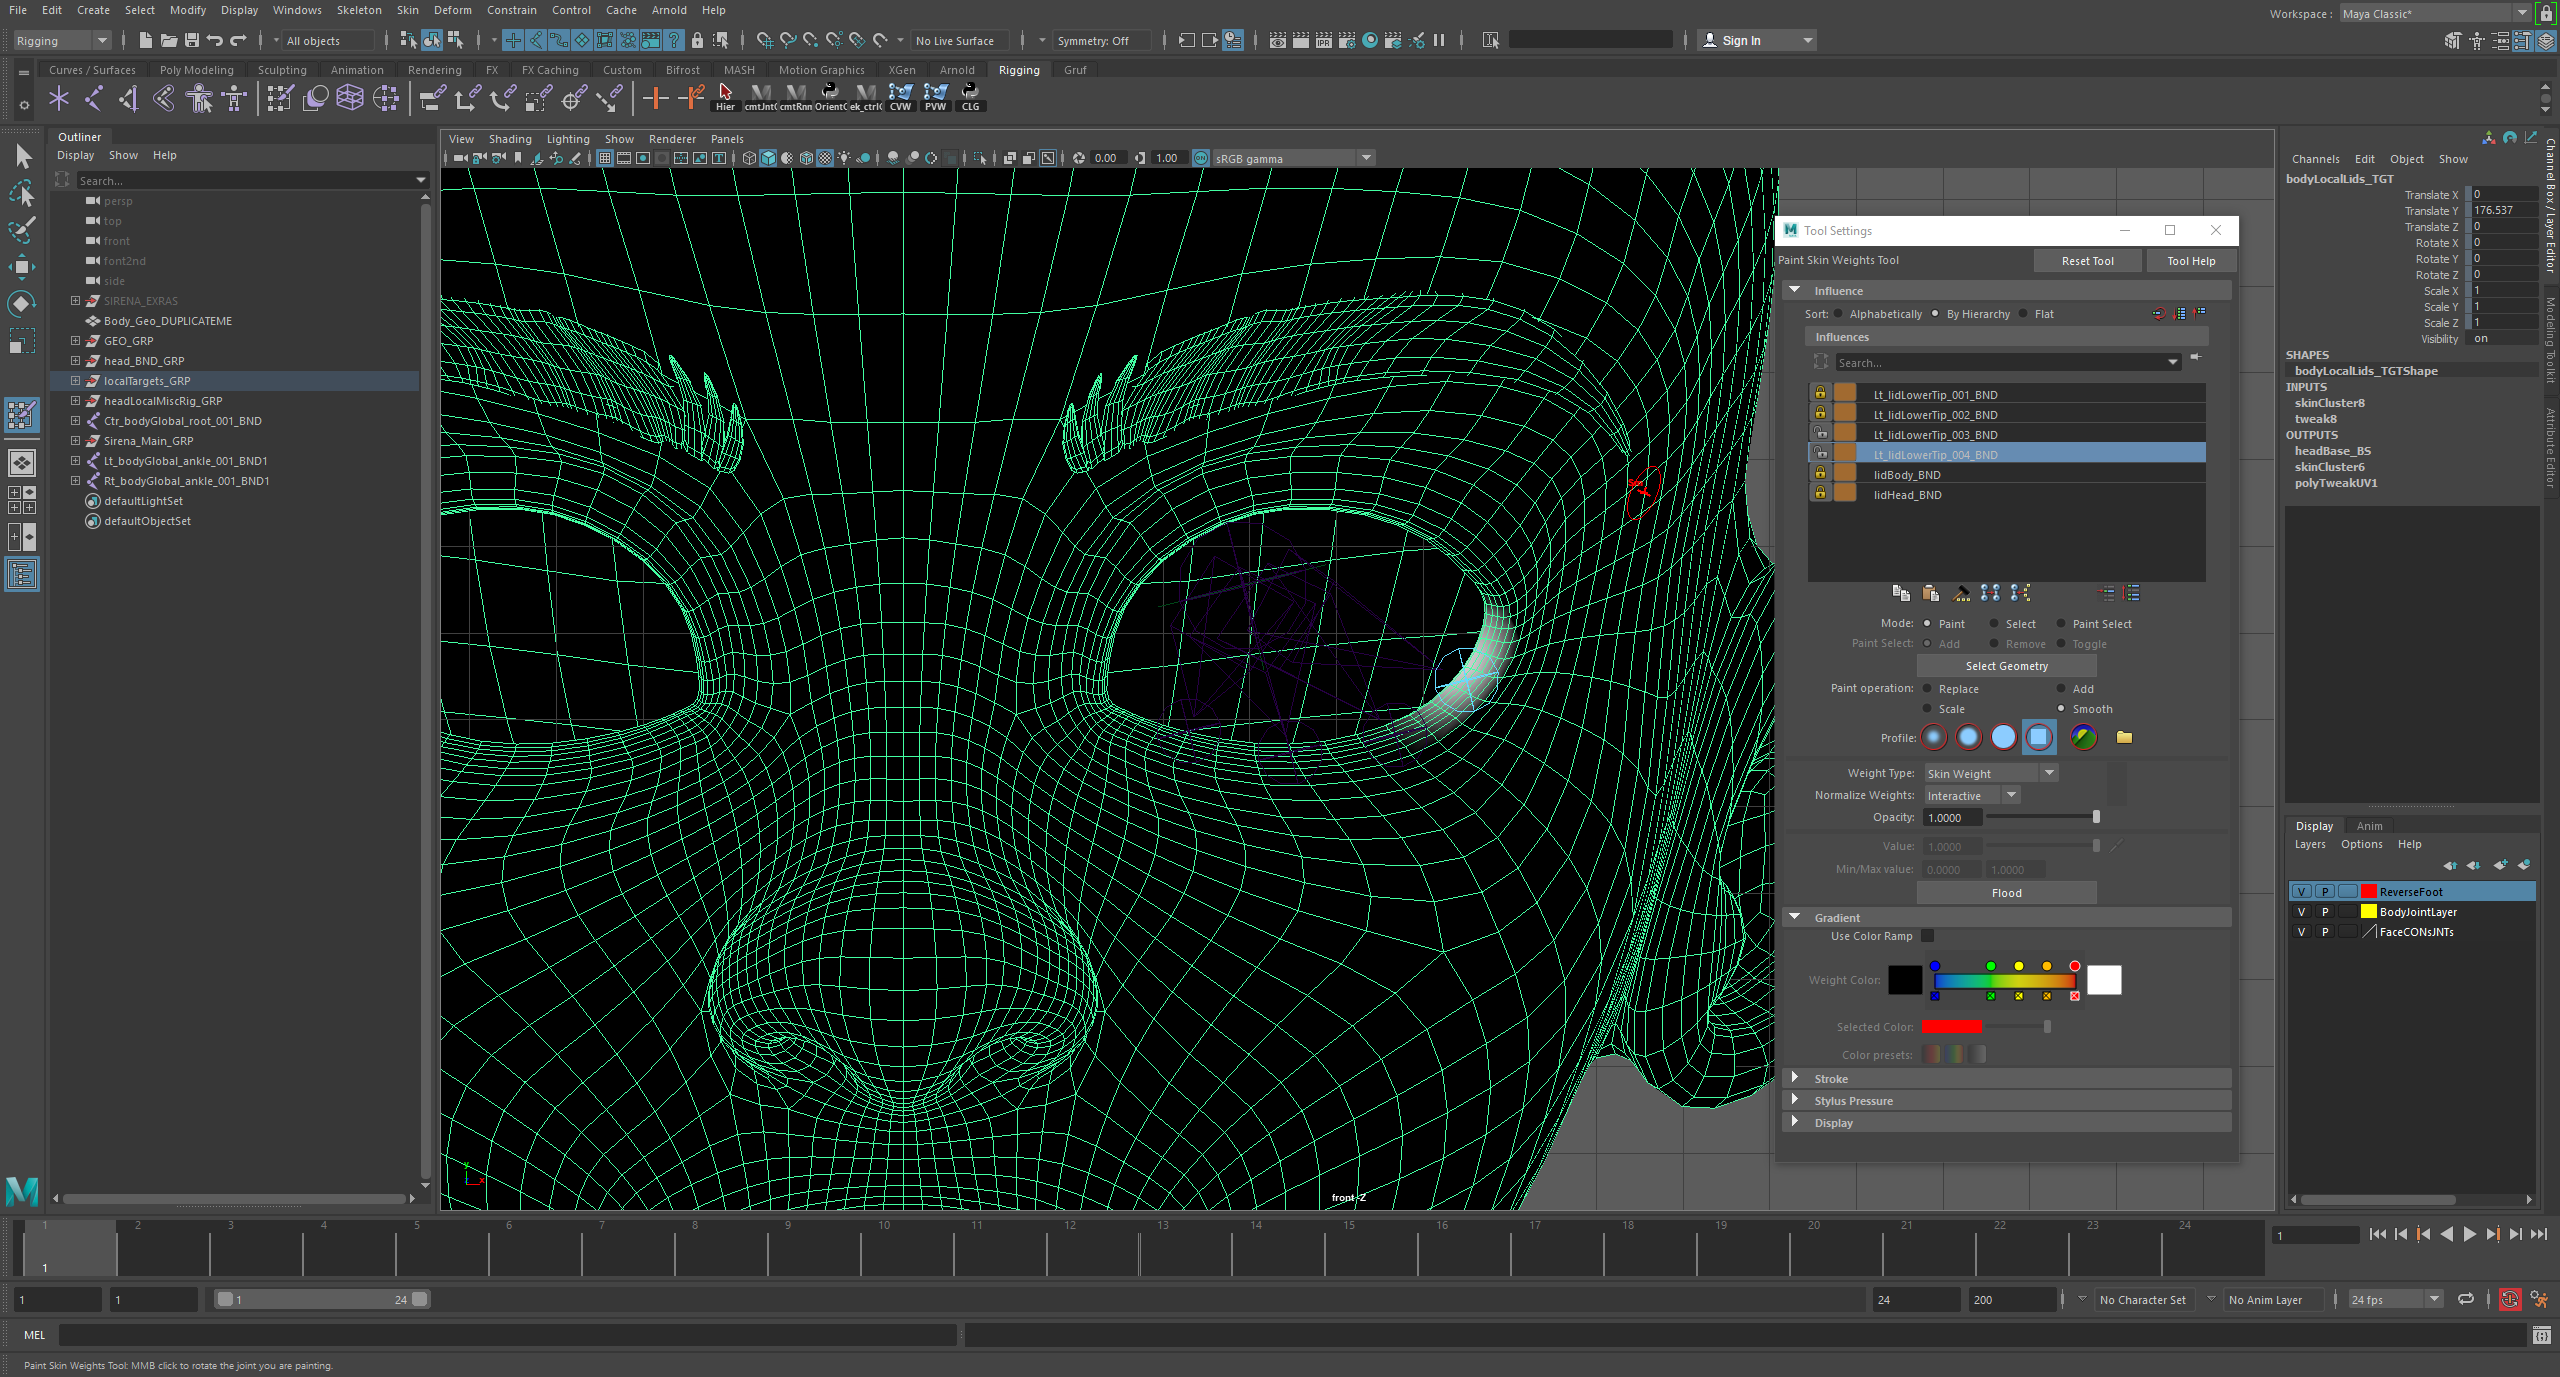 File Edit Create Select Modify Display Windows Skeleton Skin Deform Constrain Control Cache Arnold Help
Workspace : Maya Classic*
Rigging
All objects
No Live Surface
Symmetry: Off
Sign In
Curves / Surfaces Poly Modeling Sculpting Animation Rendering FX FX Caching Custom Bifrost MASH Motion Graphics XGen Arnold Rigging Gruf
Hier cmtJntO cmtRnn OrientC CVW PVW CLG
Outliner
Display Show Help
Search...
persp
top
front
font2nd
side
SIRENA_EXRAS
Body_Geo_DUPLICATEME
GEO_GRP
head_BND_GRP
localTargets_GRP
headLocalMiscRig_GRP
Ctr_bodyGlobal_root_001_BND
Sirena_Main_GRP
Lt_bodyGlobal_ankle_001_BND1
Rt_bodyGlobal_ankle_001_BND1
defaultLightSet
defaultObjectSet
View Shading Lighting Show Renderer Panels
0.00 1.00 ON sRGB gamma
front -Z
Tool Settings
Paint Skin Weights Tool
Reset Tool
Tool Help
Influence
Sort: Alphabetically By Hierarchy Flat
Influences
Search...
Lt_lidLowerTip_001_BND
Lt_lidLowerTip_002_BND
Lt_lidLowerTip_003_BND
Lt_lidLowerTip_004_BND
lidBody_BND
lidHead_BND
Mode: Paint Select Paint Select
Paint Select: Add Remove Toggle
Select Geometry
Paint operation: Replace Add
Scale Smooth
Profile:
Weight Type: Skin Weight
Normalize Weights: Interactive
Opacity: 1.0000
Value: 1.0000
Min/Max value: 0.0000 1.0000
Flood
Gradient
Use Color Ramp
Weight Color:
Selected Color:
Color presets:
Stroke
Stylus Pressure
Display
Channels Edit Object Show
bodyLocalLids_TGT
Translate X 0
Translate Y 176.537
Translate Z 0
Rotate X 0
Rotate Y 0
Rotate Z 0
Scale X 1
Scale Y 1
Scale Z 1
Visibility on
SHAPES
bodyLocalLids_TGTShape
INPUTS
skinCluster8
tweak8
OUTPUTS
headBase_BS
skinCluster6
polyTweakUV1
Channel Box / Layer Editor
Modeling Toolkit
Attribute Editor
Display Anim
Layers Options Help
V P ReverseFoot
V P BodyJointLayer
V P FaceCONsJNTs
1 2 3 4 5 6 7 8 9 10 11 12 13 14 15 16 17 18 19 20 21 22 23 24
1
1
1 1 1 24
24 200 No Character Set No Anim Layer 24 fps
MEL
Paint Skin Weights Tool: MMB click to rotate the joint you are painting.